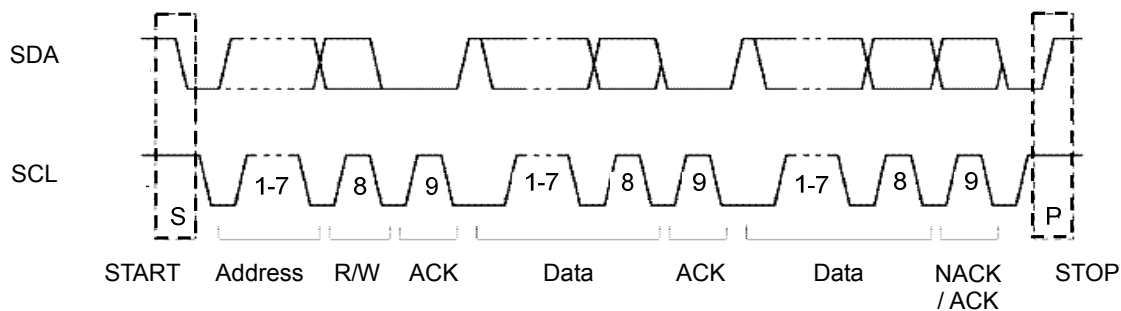 SDA
SCL
1-7 8 9 1-7 8 9 1-7 8 9
S P
START Address R/W ACK Data ACK Data NACK / ACK STOP